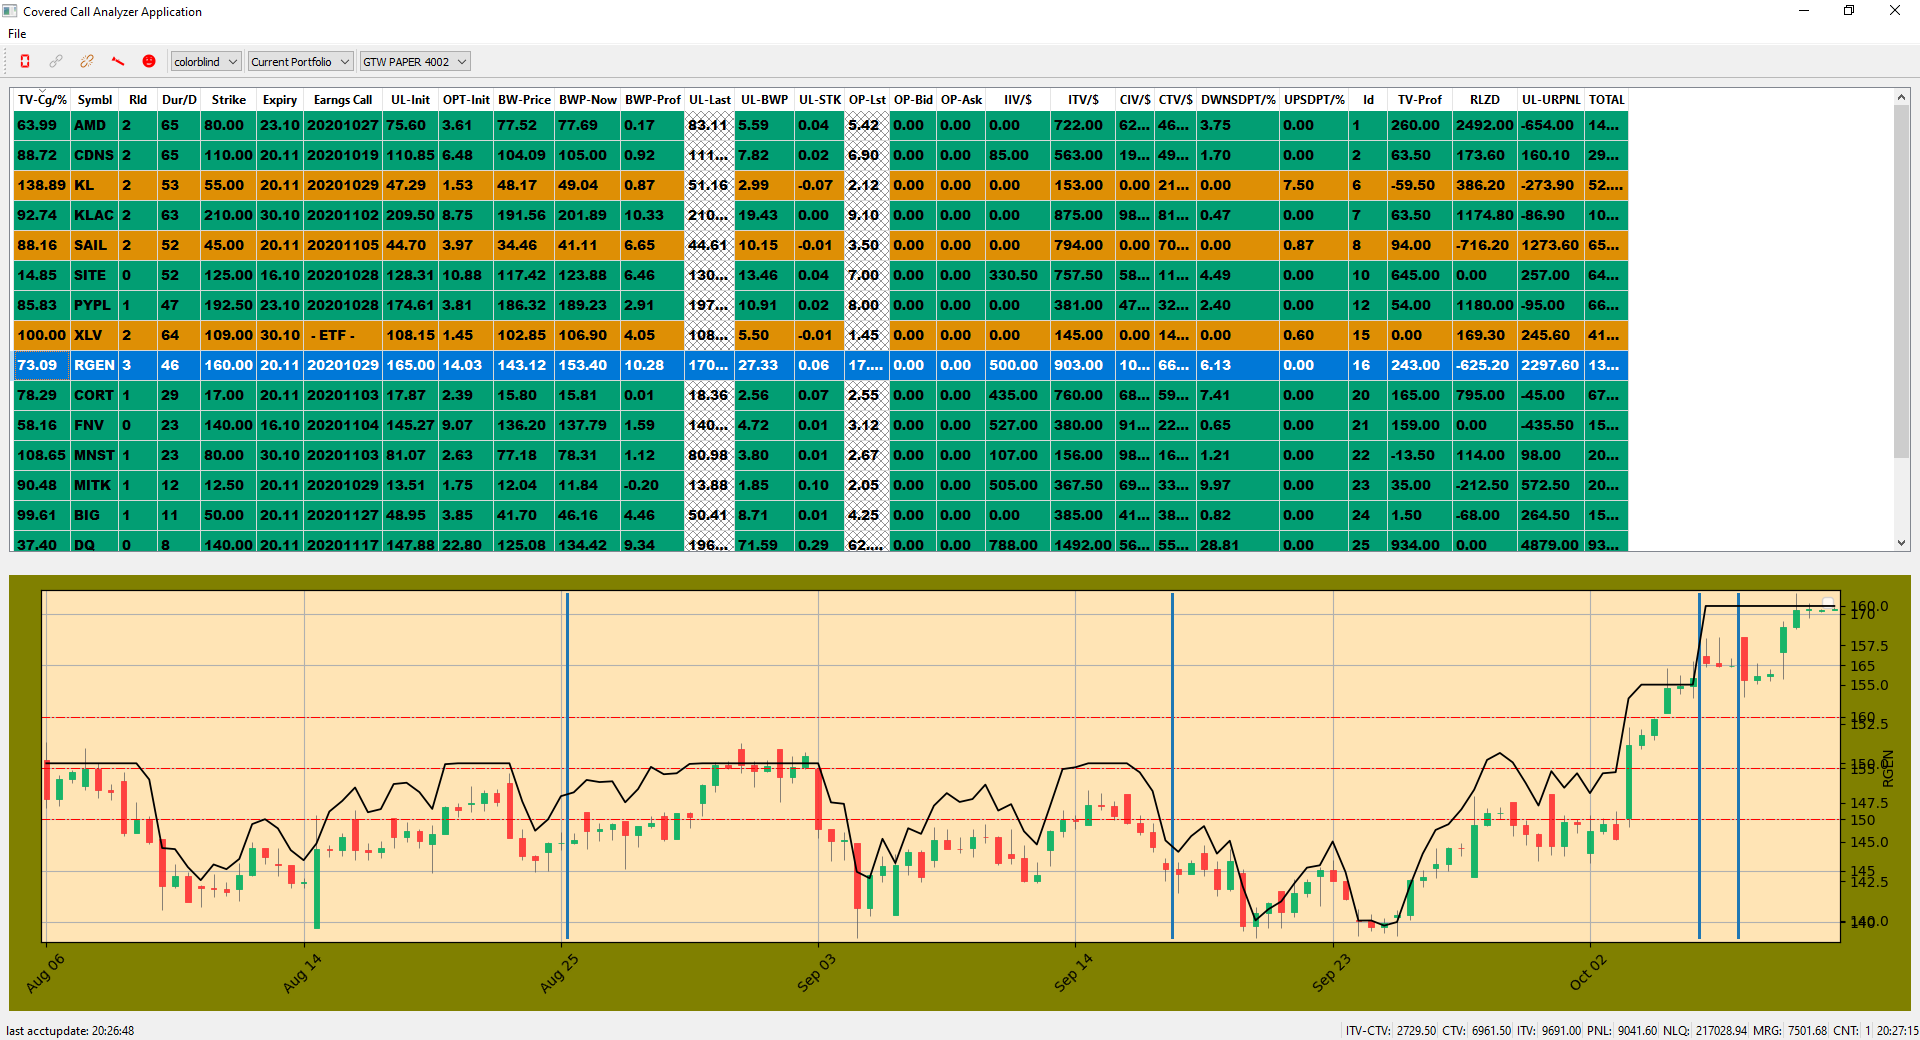 Covered Call Analyzer Application
File
colorblind Current Portfolio GTW PAPER 4002
TV-Cg/% Symbl Rld Dur/D Strike Expiry Earngs Call UL-Init OPT-Init BW-Price BWP-Now BWP-Prof UL-Last UL-BWP UL-STK OP-Lst OP-Bid OP-Ask IIV/$ ITV/$ CIV/$ CTV/$ DWNSDPT/% UPSDPT/% Id TV-Prof RLZD UL-URPNL TOTAL
63.99 AMD 2 65 80.00 23.10 20201027 75.60 3.61 77.52 77.69 0.17 83.11 5.59 0.04 5.42 0.00 0.00 0.00 722.00 62... 46... 3.75 0.00 1 260.00 2492.00 -654.00 14...
88.72 CDNS 2 65 110.00 20.11 20201019 110.85 6.48 104.09 105.00 0.92 111... 7.82 0.02 6.90 0.00 0.00 85.00 563.00 19... 49... 1.70 0.00 2 63.50 173.60 160.10 29...
138.89 KL 2 53 55.00 20.11 20201029 47.29 1.53 48.17 49.04 0.87 51.16 2.99 -0.07 2.12 0.00 0.00 0.00 153.00 0.00 21... 0.00 7.50 6 -59.50 386.20 -273.90 52....
92.74 KLAC 2 63 210.00 30.10 20201102 209.50 8.75 191.56 201.89 10.33 210... 19.43 0.00 9.10 0.00 0.00 0.00 875.00 98... 81... 0.47 0.00 7 63.50 1174.80 -86.90 10...
88.16 SAIL 2 52 45.00 20.11 20201105 44.70 3.97 34.46 41.11 6.65 44.61 10.15 -0.01 3.50 0.00 0.00 0.00 794.00 0.00 70... 0.00 0.87 8 94.00 -716.20 1273.60 65...
14.85 SITE 0 52 125.00 16.10 20201028 128.31 10.88 117.42 123.88 6.46 130... 13.46 0.04 7.00 0.00 0.00 330.50 757.50 58... 11... 4.49 0.00 10 645.00 0.00 257.00 64...
85.83 PYPL 1 47 192.50 23.10 20201028 174.61 3.81 186.32 189.23 2.91 197... 10.91 0.02 8.00 0.00 0.00 0.00 381.00 47... 32... 2.40 0.00 12 54.00 1180.00 -95.00 66...
100.00 XLV 2 64 109.00 30.10 - ETF - 108.15 1.45 102.85 106.90 4.05 108... 5.50 -0.01 1.45 0.00 0.00 0.00 145.00 0.00 14... 0.00 0.60 15 0.00 169.30 245.60 41...
73.09 RGEN 3 46 160.00 20.11 20201029 165.00 14.03 143.12 153.40 10.28 170... 27.33 0.06 17.... 0.00 0.00 500.00 903.00 10... 66... 6.13 0.00 16 243.00 -625.20 2297.60 13...
78.29 CORT 1 29 17.00 20.11 20201103 17.87 2.39 15.80 15.81 0.01 18.36 2.56 0.07 2.55 0.00 0.00 435.00 760.00 68... 59... 7.41 0.00 20 165.00 795.00 -45.00 67...
58.16 FNV 0 23 140.00 16.10 20201104 145.27 9.07 136.20 137.79 1.59 140... 4.72 0.01 3.12 0.00 0.00 527.00 380.00 91... 22... 0.65 0.00 21 159.00 0.00 -435.50 15...
108.65 MNST 1 23 80.00 30.10 20201103 81.07 2.63 77.18 78.31 1.12 80.98 3.80 0.01 2.67 0.00 0.00 107.00 156.00 98... 16... 1.21 0.00 22 -13.50 114.00 98.00 20...
90.48 MITK 1 12 12.50 20.11 20201029 13.51 1.75 12.04 11.84 -0.20 13.88 1.85 0.10 2.05 0.00 0.00 505.00 367.50 69... 33... 9.97 0.00 23 35.00 -212.50 572.50 20...
99.61 BIG 1 11 50.00 20.11 20201127 48.95 3.85 41.70 46.16 4.46 50.41 8.71 0.01 4.25 0.00 0.00 0.00 385.00 41... 38... 0.82 0.00 24 1.50 -68.00 264.50 15...
37.40 DQ 0 8 140.00 20.11 20201117 147.88 22.80 125.08 134.42 9.34 196... 71.59 0.29 62.... 0.00 0.00 788.00 1492.00 56... 55... 28.81 0.00 25 934.00 0.00 4879.00 93...
160.0
170
157.5
165
155.0
160
152.5
150.0
155
RGEN
147.5
150
145.0
145
142.5
140.0
140
Aug 06 Aug 14 Aug 25 Sep 03 Sep 14 Sep 23 Oct 02
last acctupdate: 20:26:48 ITV-CTV: 2729.50 CTV: 6961.50 ITV: 9691.00 PNL: 9041.60 NLQ: 217028.94 MRG: 7501.68 CNT: 1 20:27:15